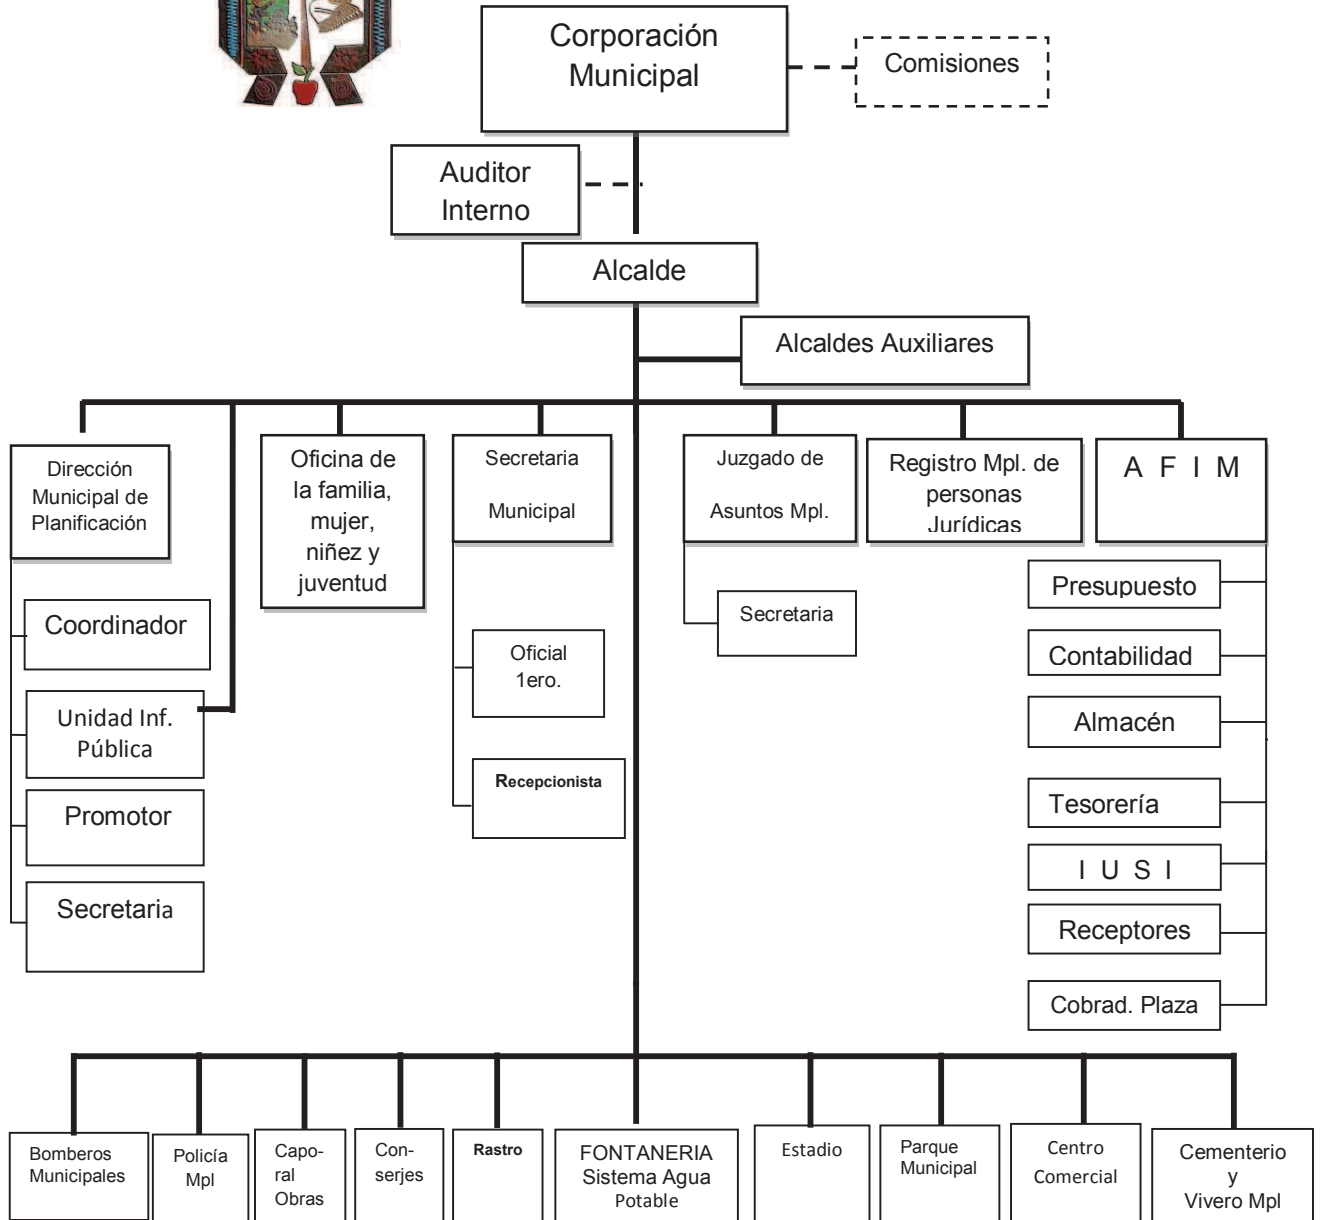 Corporación
Municipal
Comisiones
Auditor
Interno
Alcalde
Alcaldes Auxiliares
Dirección
Municipal de
Planificación
Oficina de
la familia,
mujer,
niñez y
juventud
Secretaria
Municipal
Juzgado de
Asuntos Mpl.
Registro Mpl. de
personas
Jurídicas
A F I M
Coordinador
Unidad Inf.
Pública
Promotor
Secretaria
Oficial
1ero.
Recepcionista
Secretaria
Presupuesto
Contabilidad
Almacén
Tesorería
I U S I
Receptores
Cobrad. Plaza
Bomberos
Municipales
Policía
Mpl
Capo-
ral
Obras
Con-
serjes
Rastro
FONTANERIA
Sistema Agua
Potable
Estadio
Parque
Municipal
Centro
Comercial
Cementerio
y
Vivero Mpl